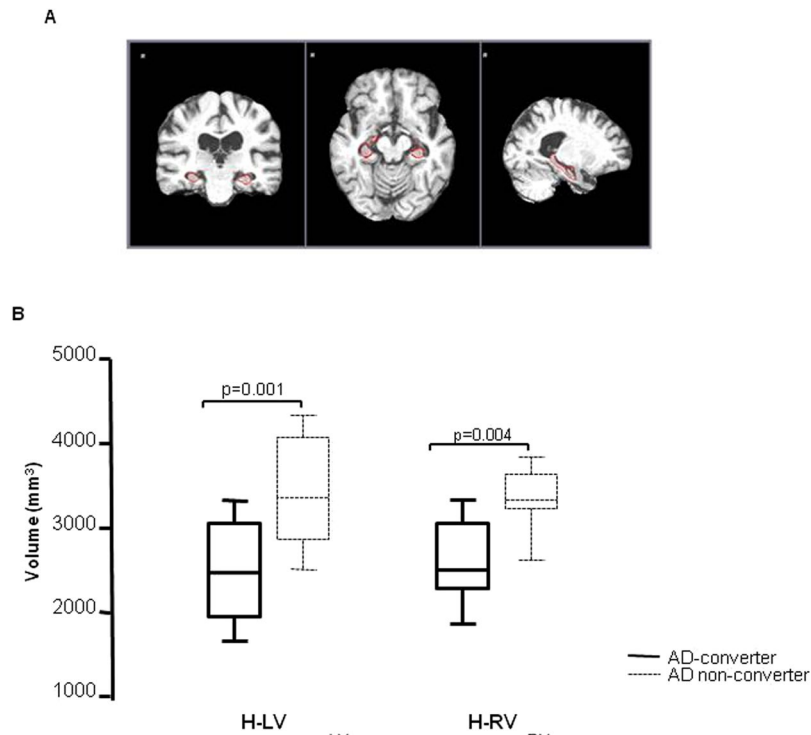 A
B
5000
4000
3000
2000
1000
Volume (mm³)
p=0.001
p=0.004
AD-converter
AD non-converter
H-LV
H-RV